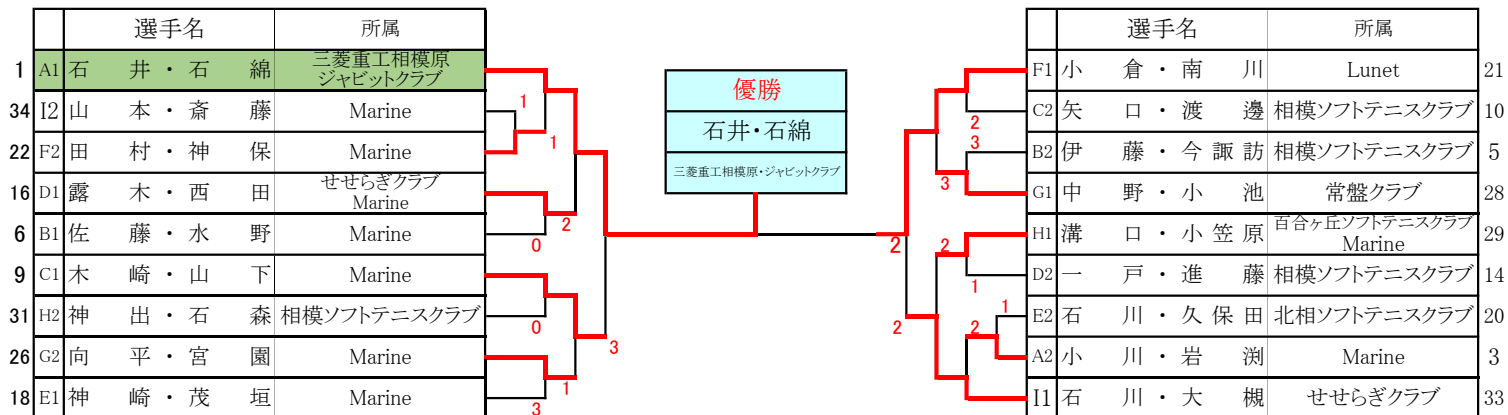 選手名 所属
1 A1 石井・石綿 三菱重工相模原
ジャビットクラブ
34 I2 山本・斎藤 Marine
22 F2 田村・神保 Marine
16 D1 露木・西田 せせらぎクラブ
Marine
6 B1 佐藤・水野 Marine
9 C1 木崎・山下 Marine
31 H2 神出・石森 相模ソフトテニスクラブ
26 G2 向平・宮園 Marine
18 E1 神崎・茂垣 Marine
1
1
2
0
0
3
1
3
優勝
石井・石綿
三菱重工相模原・ジャビットクラブ
2
3
3
2
2
1
2
1
2
選手名 所属
F1 小倉・南川 Lunet 21
C2 矢口・渡邊 相模ソフトテニスクラブ 10
B2 伊藤・今諏訪 相模ソフトテニスクラブ 5
G1 中野・小池 常盤クラブ 28
H1 溝口・小笠原 百合ヶ丘ソフトテニスクラブ 29
Marine
D2 一戸・進藤 相模ソフトテニスクラブ 14
E2 石川・久保田 北相ソフトテニスクラブ 20
A2 小川・岩渕 Marine 3
I1 石川・大槻 せせらぎクラブ 33